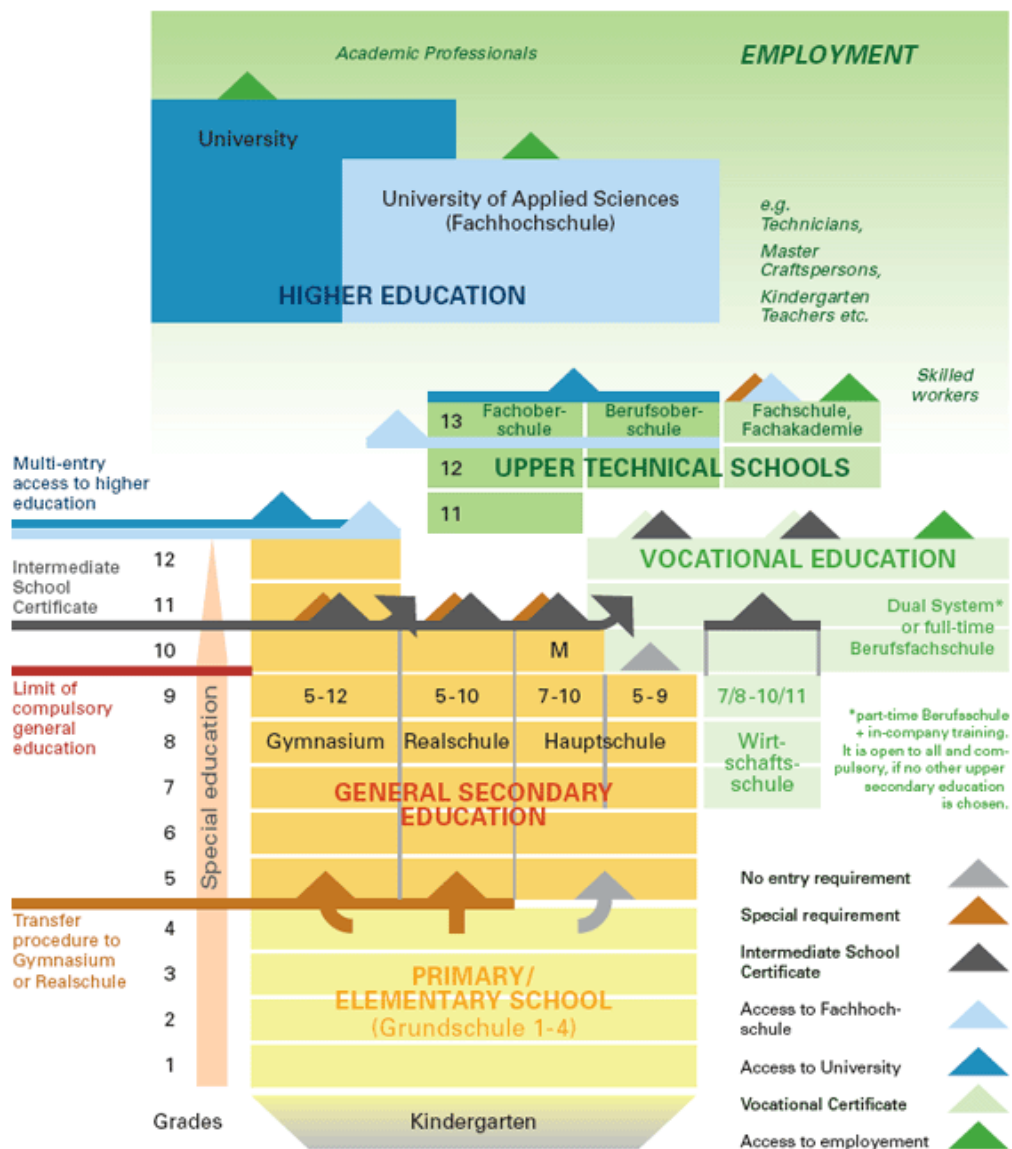 Academic Professionals
EMPLOYMENT
University
University of Applied Sciences
(Fachhochschule)
e.g.
Technicians,
Master
Craftspersons,
Kindergarten
Teachers etc.
HIGHER EDUCATION
Skilled
workers
13
Fachober-
schule
Berufsober-
schule
Fachschule,
Fachakademie
12
UPPER TECHNICAL SCHOOLS
11
Multi-entry
access to higher
education
12
VOCATIONAL EDUCATION
Intermediate
School
Certificate
11
Dual System*
or full-time
Berufsfachschule
10
M
Limit of
compulsory
general
education
9
5-12
5-10
7-10
5-9
7/8-10/11
8
Gymnasium
Realschule
Hauptschule
Wirt-
schafts-
schule
*part-time Berufsschule
+ in-company training.
It is open to all and com-
pulsory, if no other upper
secondary education
is chosen.
7
GENERAL SECONDARY
EDUCATION
6
5
Special education
Transfer
procedure to
Gymnasium
or Realschule
4
3
PRIMARY/
ELEMENTARY SCHOOL
(Grundschule 1-4)
2
1
Grades
Kindergarten
No entry requirement
Special requirement
Intermediate School
Certificate
Access to Fachhoch-
schule
Access to University
Vocational Certificate
Access to employement